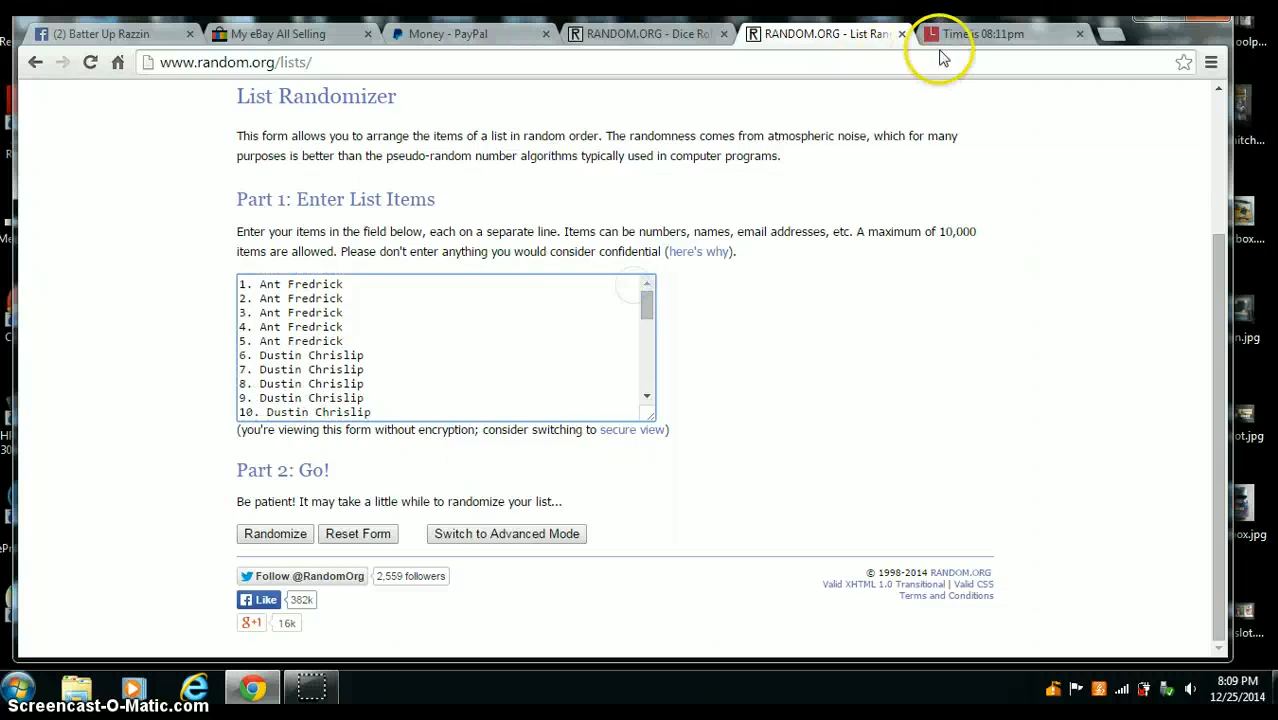 (2) Batter Up Razzin
My eBay All Selling
Money - PayPal
RANDOM.ORG - Dice Rol
RANDOM.ORG - List Ran
Time is 08:11pm
www.random.org/lists/
List Randomizer
This form allows you to arrange the items of a list in random order. The randomness comes from atmospheric noise, which for many
purposes is better than the pseudo-random number algorithms typically used in computer programs.
Part 1: Enter List Items
Enter your items in the field below, each on a separate line. Items can be numbers, names, email addresses, etc. A maximum of 10,000
items are allowed. Please don't enter anything you would consider confidential (here's why).
1. Ant Fredrick
2. Ant Fredrick
3. Ant Fredrick
4. Ant Fredrick
5. Ant Fredrick
6. Dustin Chrislip
7. Dustin Chrislip
8. Dustin Chrislip
9. Dustin Chrislip
10. Dustin Chrislip
(you're viewing this form without encryption; consider switching to secure view)
Part 2: Go!
Be patient! It may take a little while to randomize your list...
Randomize Reset Form Switch to Advanced Mode
Follow @RandomOrg 2,559 followers
Like 382k
g+1 16k
© 1998-2014 RANDOM.ORG
Valid XHTML 1.0 Transitional | Valid CSS
Terms and Conditions
oolp...
nitch...
box....
n.jpg
ot.jpg
ox.jpg
slot....
8:09 PM
12/25/2014
Screencast-O-Matic.com